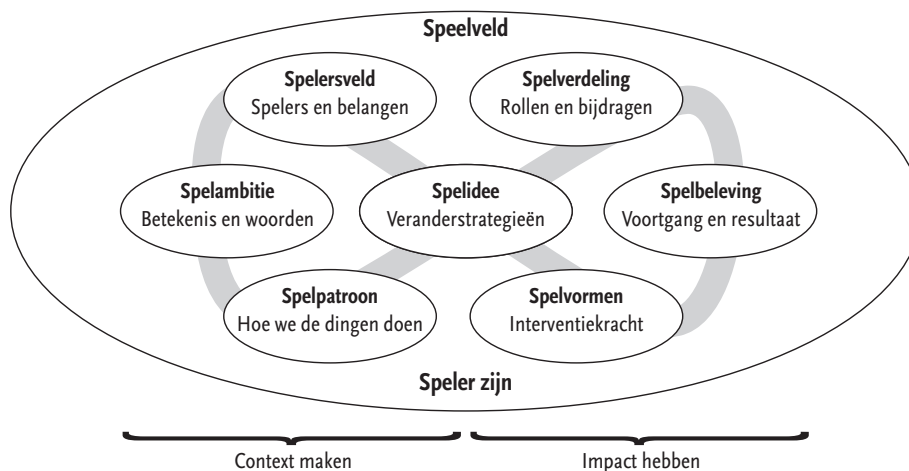 Speelveld
Spelersveld
Spelers en belangen
Spelverdeling
Rollen en bijdragen
Spelambitie
Betekenis en woorden
Spelidee
Veranderstrategieën
Spelbeleving
Voortgang en resultaat
Spelpatroon
Hoe we de dingen doen
Spelvormen
Interventiekracht
Speler zijn
Context maken
Impact hebben